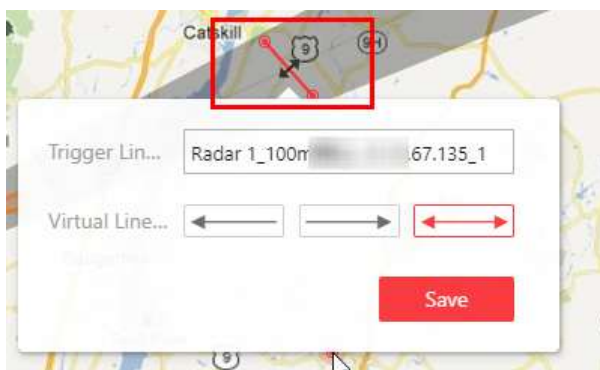 Catskill
9
9H
Trigger Lin...
Radar 1_100m
.67.135_1
Virtual Line...
Save
9